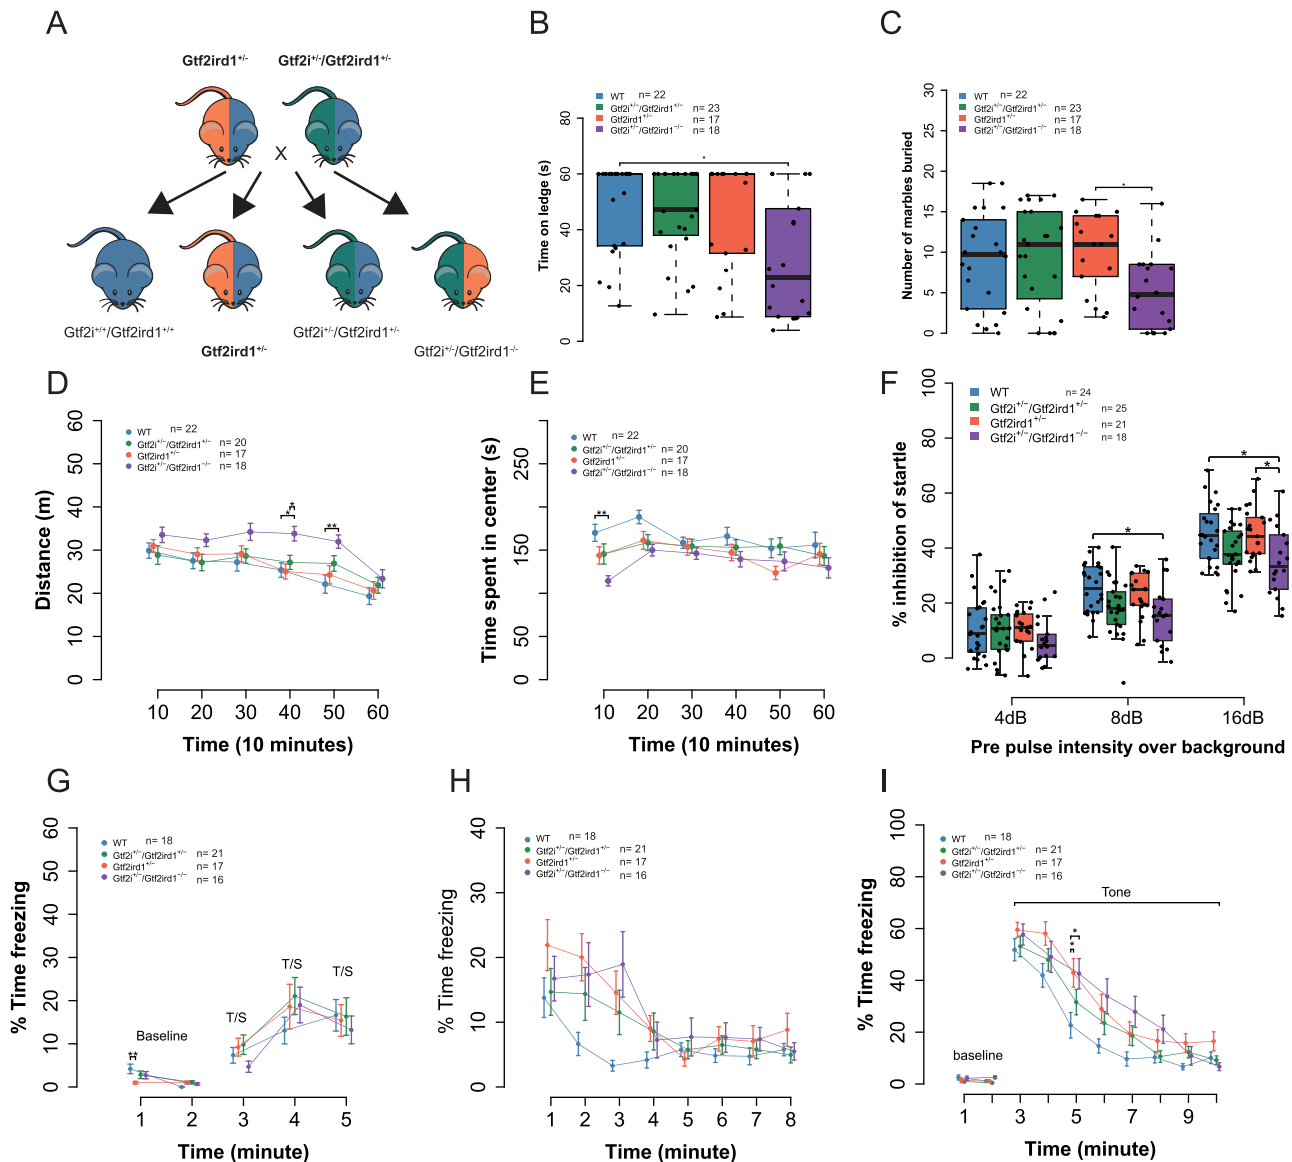 A
Gtf2ird1+/-
Gtf2i+/-/Gtf2ird1+/-
X
Gtf2i+/+/Gtf2ird1+/+
Gtf2ird1+/-
Gtf2i+/-/Gtf2ird1+/-
Gtf2i+/-/Gtf2ird1-/-
B
WT n= 22
Gtf2i+/−/Gtf2ird1+/− n= 23
Gtf2ird1+/− n= 17
Gtf2i+/−/Gtf2ird1−/− n= 18
Time on ledge (s)
80
60
40
20
0
*
C
WT n= 22
Gtf2i+/−/Gtf2ird1+/− n= 23
Gtf2ird1+/− n= 17
Gtf2i+/−/Gtf2ird1−/− n= 18
Number of marbles buried
30
25
20
15
10
5
0
*
D
WT n= 22
Gtf2i+/−/Gtf2ird1+/− n= 20
Gtf2ird1+/− n= 17
Gtf2i+/−/Gtf2ird1−/− n= 18
Distance (m)
60
50
40
30
20
10
0
*
*
**
10 20 30 40 50 60
Time (10 minutes)
E
WT n= 22
Gtf2i+/−/Gtf2ird1+/− n= 20
Gtf2ird1+/− n= 17
Gtf2i+/−/Gtf2ird1−/− n= 18
Time spent in center (s)
250
150
50
0
**
10 20 30 40 50 60
Time (10 minutes)
F
WT n= 24
Gtf2i+/−/Gtf2ird1+/− n= 25
Gtf2ird1+/− n= 21
Gtf2i+/−/Gtf2ird1−/− n= 18
% inhibition of startle
100
80
60
40
20
0
*
*
*
4dB 8dB 16dB
Pre pulse intensity over background
G
WT n= 18
Gtf2i+/−/Gtf2ird1+/− n= 21
Gtf2ird1+/− n= 17
Gtf2i+/−/Gtf2ird1−/− n= 16
% Time freezing
60
50
40
30
20
10
0
Baseline
**
T/S
T/S
T/S
1 2 3 4 5
Time (minute)
H
WT n= 18
Gtf2i+/−/Gtf2ird1+/− n= 21
Gtf2ird1+/− n= 17
Gtf2i+/−/Gtf2ird1−/− n= 16
% Time freezing
40
30
20
10
0
1 2 3 4 5 6 7 8
Time (minute)
I
WT n= 18
Gtf2i+/−/Gtf2ird1+/− n= 21
Gtf2ird1+/− n= 17
Gtf2i+/−/Gtf2ird1−/− n= 16
% Time freezing
100
80
60
40
20
0
Tone
*
*
baseline
1 3 5 7 9
Time (minute)